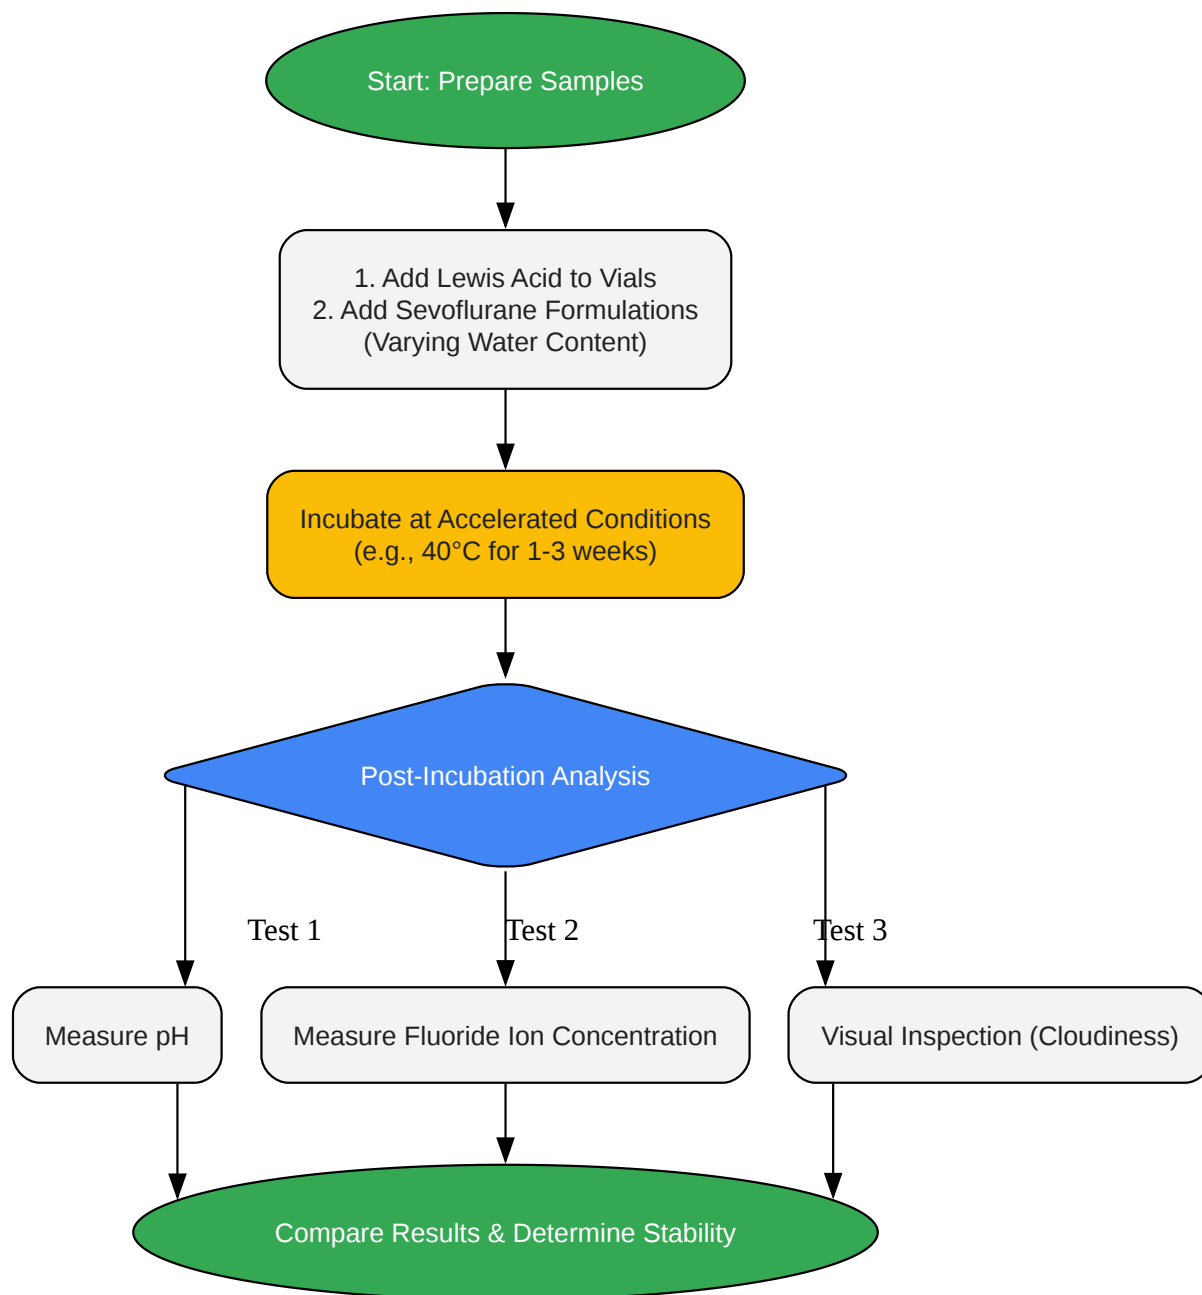 Start: Prepare Samples
1. Add Lewis Acid to Vials
2. Add Sevoflurane Formulations
(Varying Water Content)
Incubate at Accelerated Conditions
(e.g., 40°C for 1-3 weeks)
Post-Incubation Analysis
Test 1
Test 2
Test 3
Measure pH
Measure Fluoride Ion Concentration
Visual Inspection (Cloudiness)
Compare Results & Determine Stability